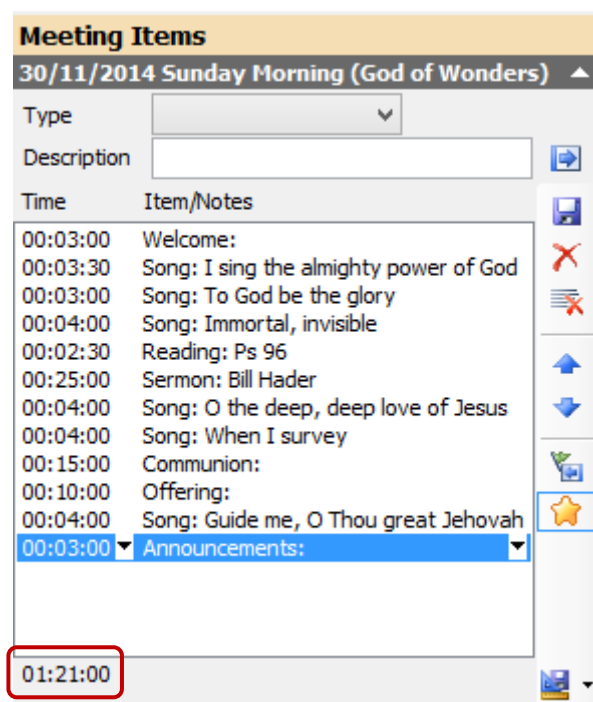 Meeting Items
30/11/2014 Sunday Morning (God of Wonders)
Type
Description
Time Item/Notes
00:03:00 Welcome:
00:03:30 Song: I sing the almighty power of God
00:03:00 Song: To God be the glory
00:04:00 Song: Immortal, invisible
00:02:30 Reading: Ps 96
00:25:00 Sermon: Bill Hader
00:04:00 Song: O the deep, deep love of Jesus
00:04:00 Song: When I survey
00:15:00 Communion:
00:10:00 Offering:
00:04:00 Song: Guide me, O Thou great Jehovah
00:03:00 Announcements:
01:21:00